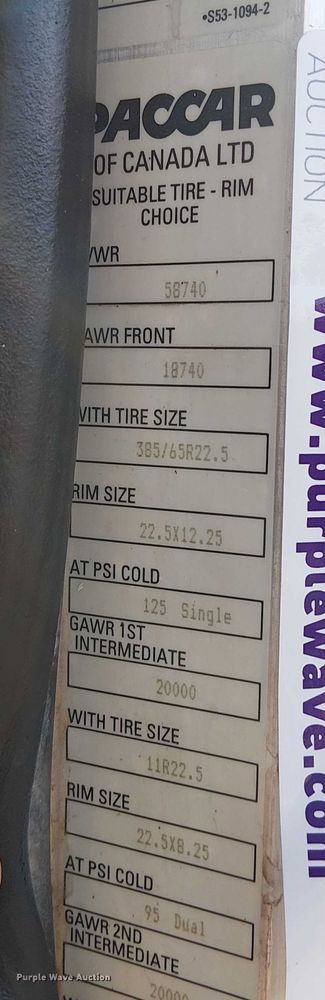 •S53-1094-2
PACCAR
OF CANADA LTD
SUITABLE TIRE - RIM
CHOICE
VWR
58740
AWR FRONT
18740
WITH TIRE SIZE
385/65R22.5
RIM SIZE
22.5X12.25
AT PSI COLD
125 Single
GAWR 1ST
INTERMEDIATE
20000
WITH TIRE SIZE
11R22.5
RIM SIZE
22.5X8.25
AT PSI COLD
95 Dual
GAWR 2ND
INTERMEDIATE
20000
AUCTION
www.purplewave.com
Purple Wave Auction